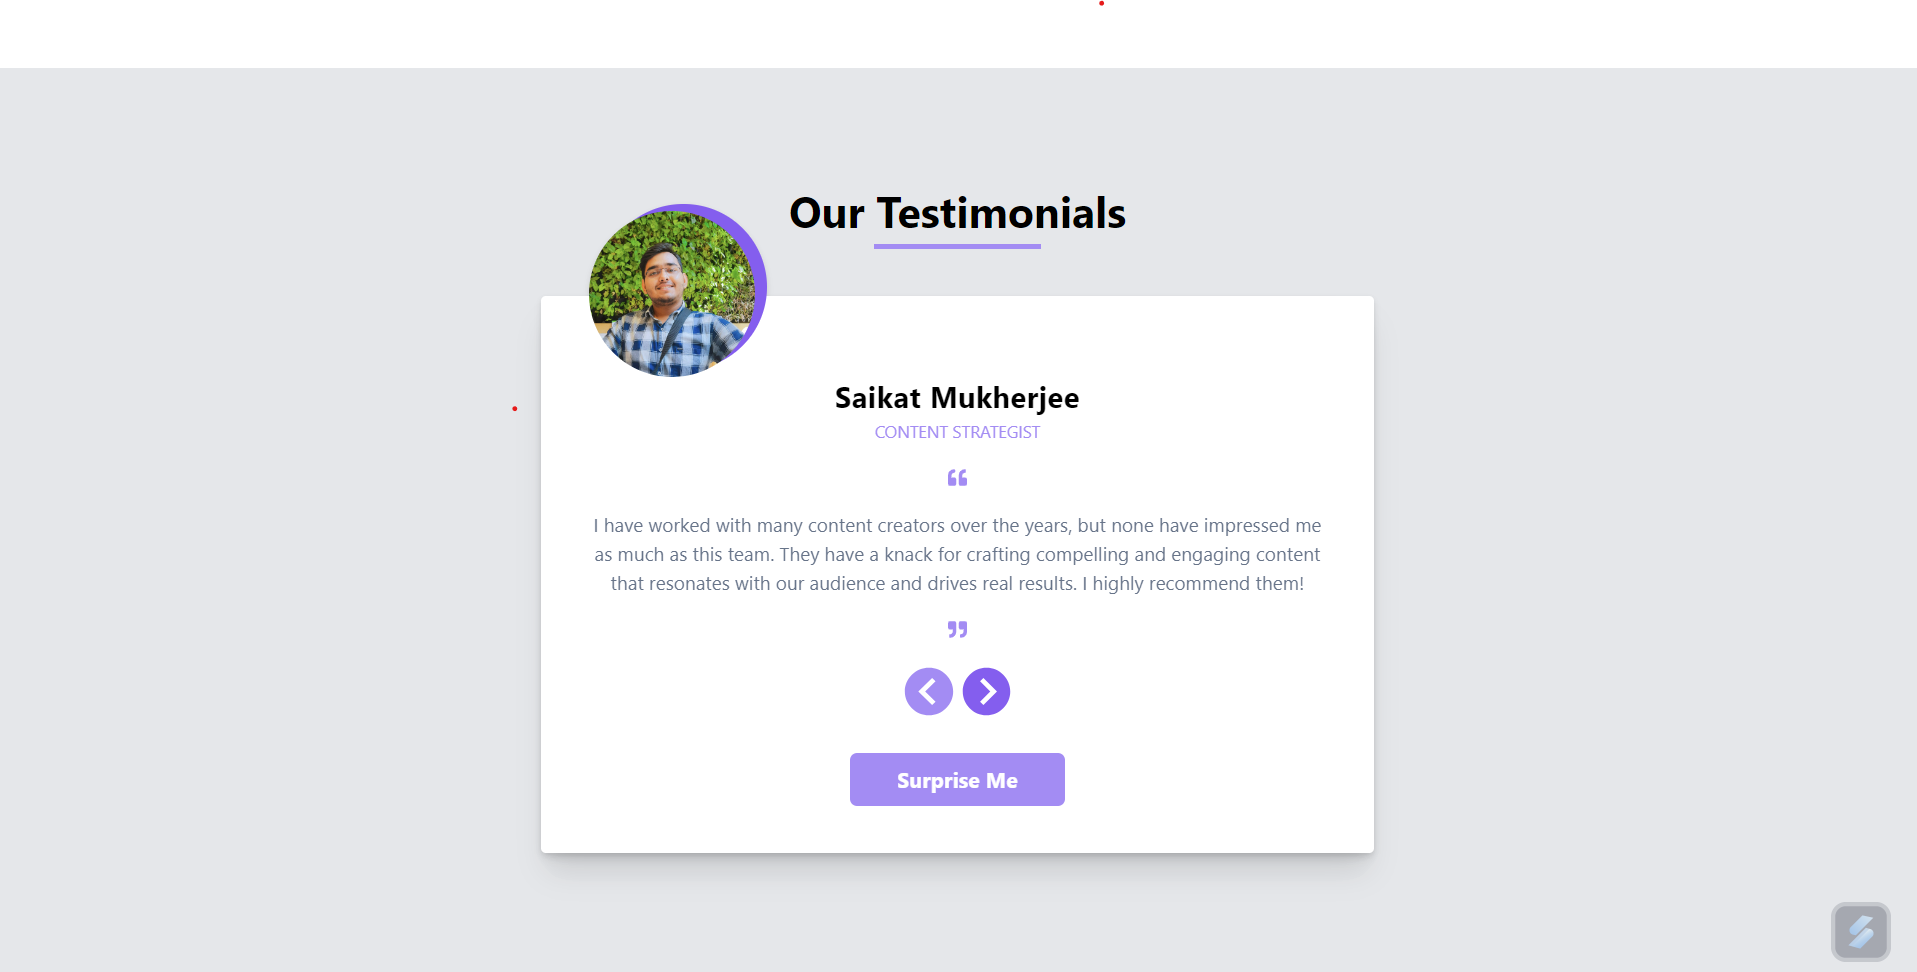 Our Testimonials
Saikat Mukherjee
CONTENT STRATEGIST
“
I have worked with many content creators over the years, but none have impressed me
as much as this team. They have a knack for crafting compelling and engaging content
that resonates with our audience and drives real results. I highly recommend them!
”
Surprise Me